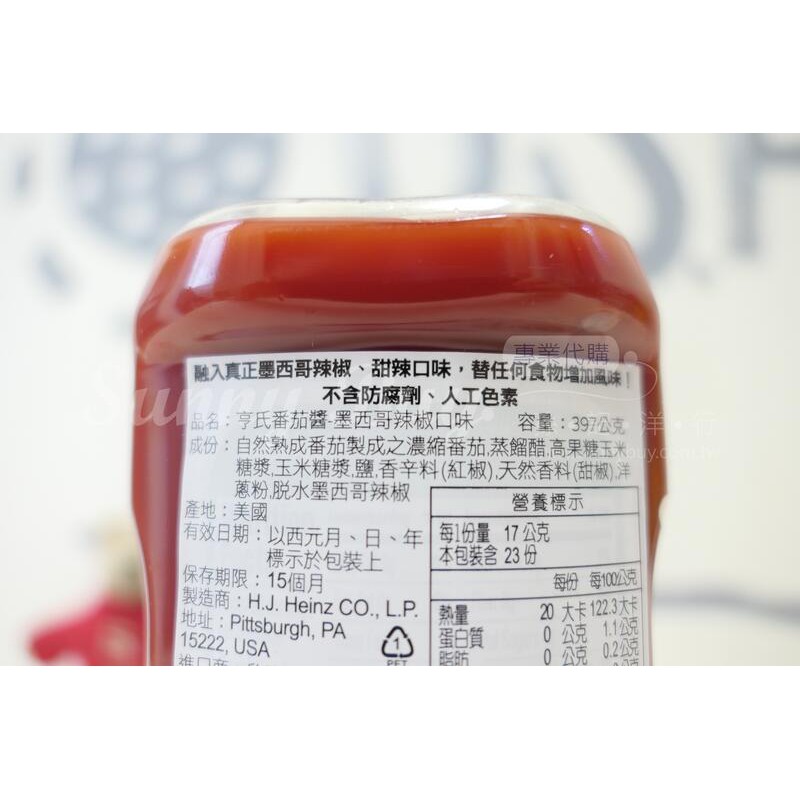 融入真正墨西哥辣椒、甜辣口味，替任何食物增加風味！
不含防腐劑、人工色素
品名：亨氏番茄醬-墨西哥辣椒口味 容量：397公克
成份：自然熟成番茄製成之濃縮番茄,蒸餾醋,高果糖玉米
糖漿,玉米糖漿,鹽,香辛料(紅椒),天然香料(甜椒),洋
蔥粉,脫水墨西哥辣椒
產地：美國
有效日期：以西元月、日、年
標示於包裝上
保存期限：15個月
製造商：H.J. Heinz CO., L.P.
地址：Pittsburgh, PA
15222, USA
營養標示
每1份量 17公克
本包裝含 23份
每份 每100公克
熱量 20 大卡 122.3大卡
蛋白質 0 公克 1.1公克
脂肪 0 公克 0.2公克
1
PET
專業代購
Sunny